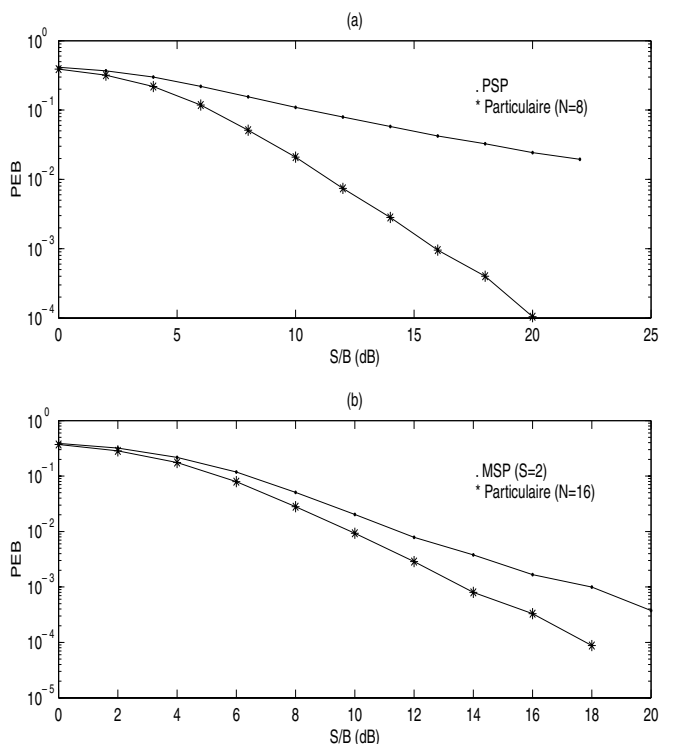 (a)
10^0
10^-1
10^-2
10^-3
10^-4
PEB
. PSP
* Particulaire (N=8)
0 5 10 15 20 25
S/B (dB)
(b)
10^0
10^-1
10^-2
10^-3
10^-4
10^-5
PEB
. MSP (S=2)
* Particulaire (N=16)
0 2 4 6 8 10 12 14 16 18 20
S/B (dB)